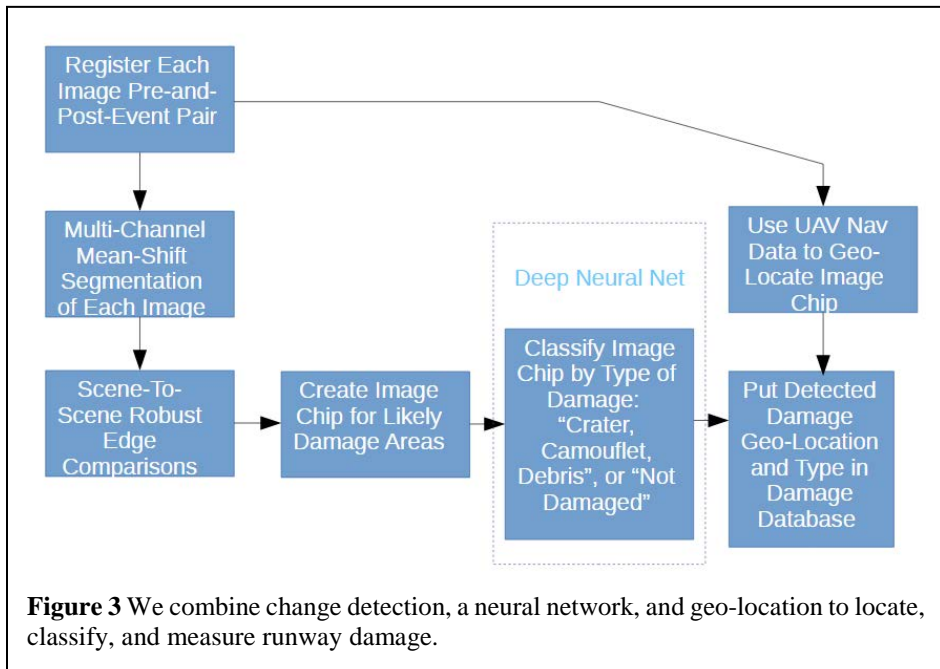 Register Each
Image Pre-and-
Post-Event Pair
Multi-Channel
Mean-Shift
Segmentation
of Each Image
Scene-To-
Scene Robust
Edge
Comparisons
Create Image
Chip for Likely
Damage Areas
Deep Neural Net
Classify Image
Chip by Type of
Damage:
“Crater,
Camouflet,
Debris”, or “Not
Damaged”
Use UAV Nav
Data to Geo-
Locate Image
Chip
Put Detected
Damage
Geo-Location
and Type in
Damage
Database
Figure 3 We combine change detection, a neural network, and geo-location to locate,
classify, and measure runway damage.